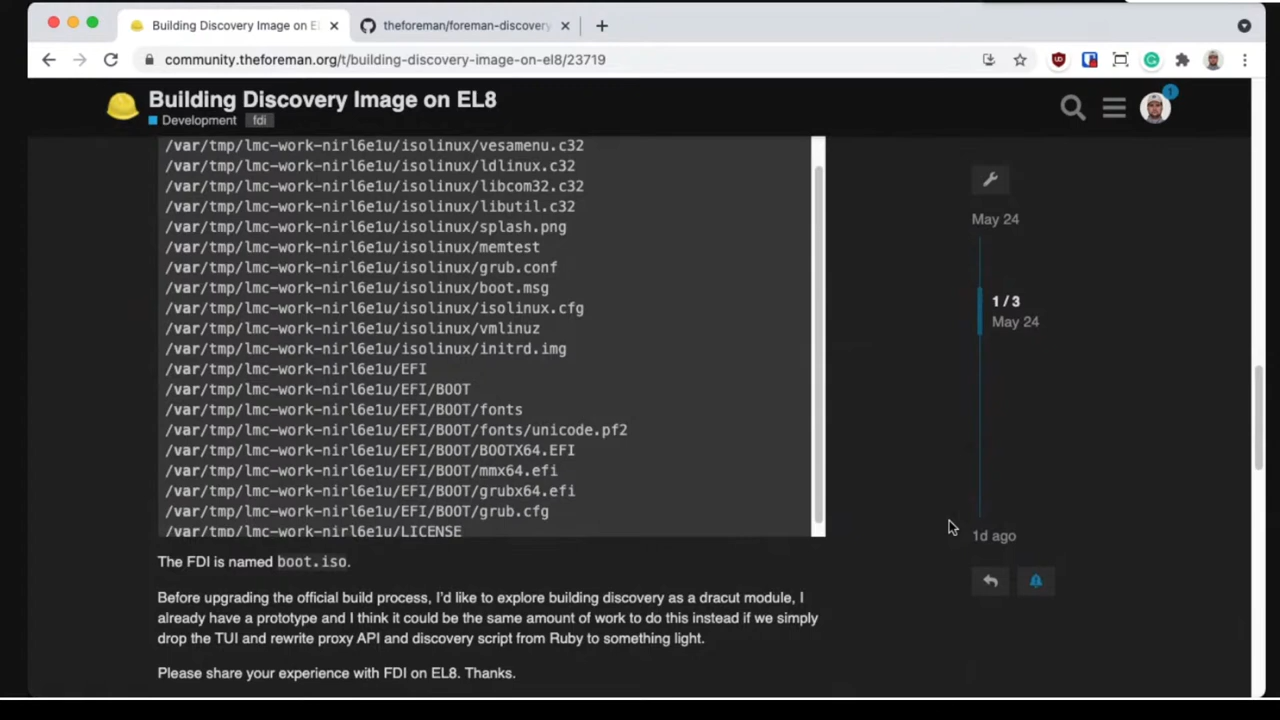 Building Discovery Image on EL
theforeman/foreman-discovery
community.theforeman.org/t/building-discovery-image-on-el8/23719
Building Discovery Image on EL8
1
Development fdi
/var/tmp/lmc-work-nirl6e1u/isolinux/vesamenu.c32
/var/tmp/lmc-work-nirl6e1u/isolinux/ldlinux.c32
/var/tmp/lmc-work-nirl6e1u/isolinux/libcom32.c32
/var/tmp/lmc-work-nirl6e1u/isolinux/libutil.c32
/var/tmp/lmc-work-nirl6e1u/isolinux/splash.png
/var/tmp/lmc-work-nirl6e1u/isolinux/memtest
/var/tmp/lmc-work-nirl6e1u/isolinux/grub.conf
/var/tmp/lmc-work-nirl6e1u/isolinux/boot.msg
/var/tmp/lmc-work-nirl6e1u/isolinux/isolinux.cfg
/var/tmp/lmc-work-nirl6e1u/isolinux/vmlinuz
/var/tmp/lmc-work-nirl6e1u/isolinux/initrd.img
/var/tmp/lmc-work-nirl6e1u/EFI
/var/tmp/lmc-work-nirl6e1u/EFI/BOOT
/var/tmp/lmc-work-nirl6e1u/EFI/BOOT/fonts
/var/tmp/lmc-work-nirl6e1u/EFI/BOOT/fonts/unicode.pf2
/var/tmp/lmc-work-nirl6e1u/EFI/BOOT/BOOTX64.EFI
/var/tmp/lmc-work-nirl6e1u/EFI/BOOT/mmx64.efi
/var/tmp/lmc-work-nirl6e1u/EFI/BOOT/grubx64.efi
/var/tmp/lmc-work-nirl6e1u/EFI/BOOT/grub.cfg
/var/tmp/lmc-work-nirl6e1u/LICENSE
The FDI is named boot.iso.
Before upgrading the official build process, I'd like to explore building discovery as a dracut module, I
already have a prototype and I think it could be the same amount of work to do this instead if we simply
drop the TUI and rewrite proxy API and discovery script from Ruby to something light.
Please share your experience with FDI on EL8. Thanks.
May 24
1 / 3
May 24
1d ago